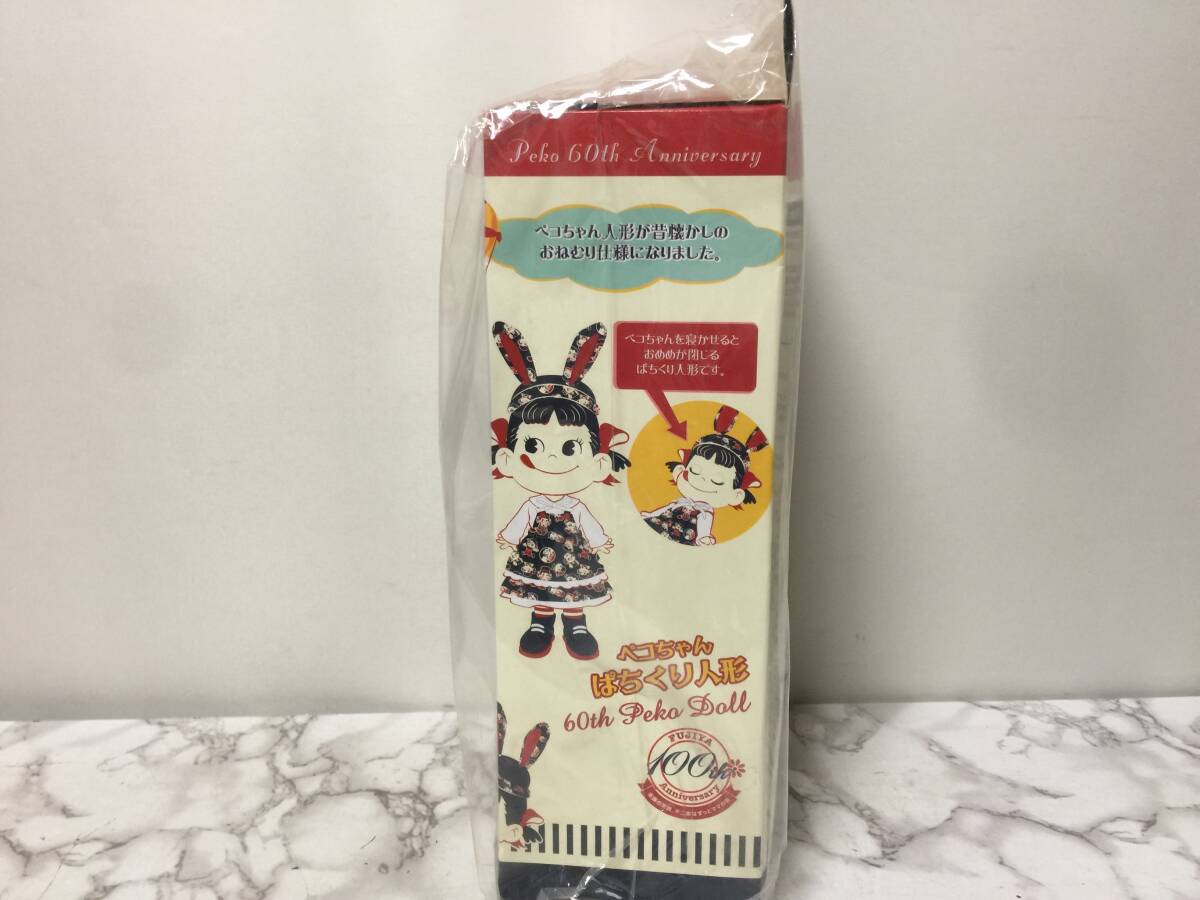 Peko 60th Anniversary
ペコちゃん人形が昔懐かしの
おねむり仕様になりました。
ペコちゃんを寝かせると
おめめが閉じる
ぱちくり人形です。
ペコちゃん
ぱちくり人形
60th Peko Doll
FUJIYA
100th
Anniversary